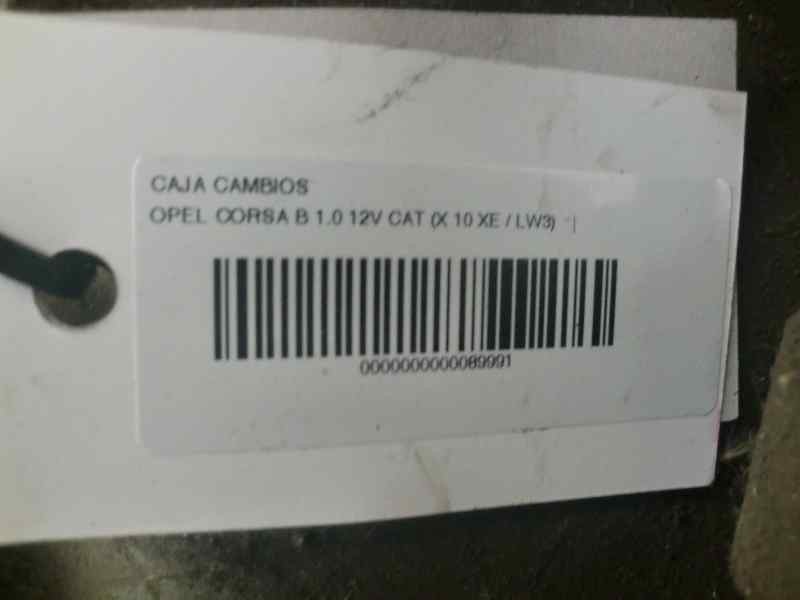 CAJA CAMBIOS
OPEL CORSA B 1.0 12V CAT (X 10 XE / LW3) |
0000000000089991